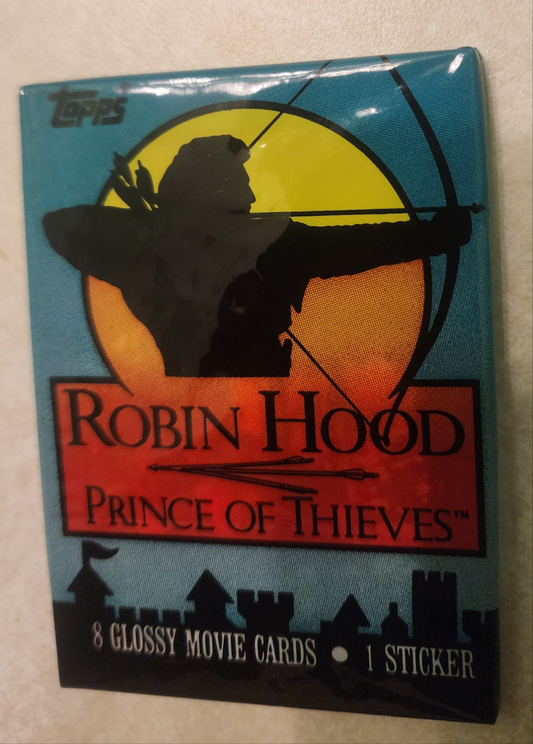 Topps
ROBIN HOOD
PRINCE OF THIEVES™
8 GLOSSY MOVIE CARDS • 1 STICKER